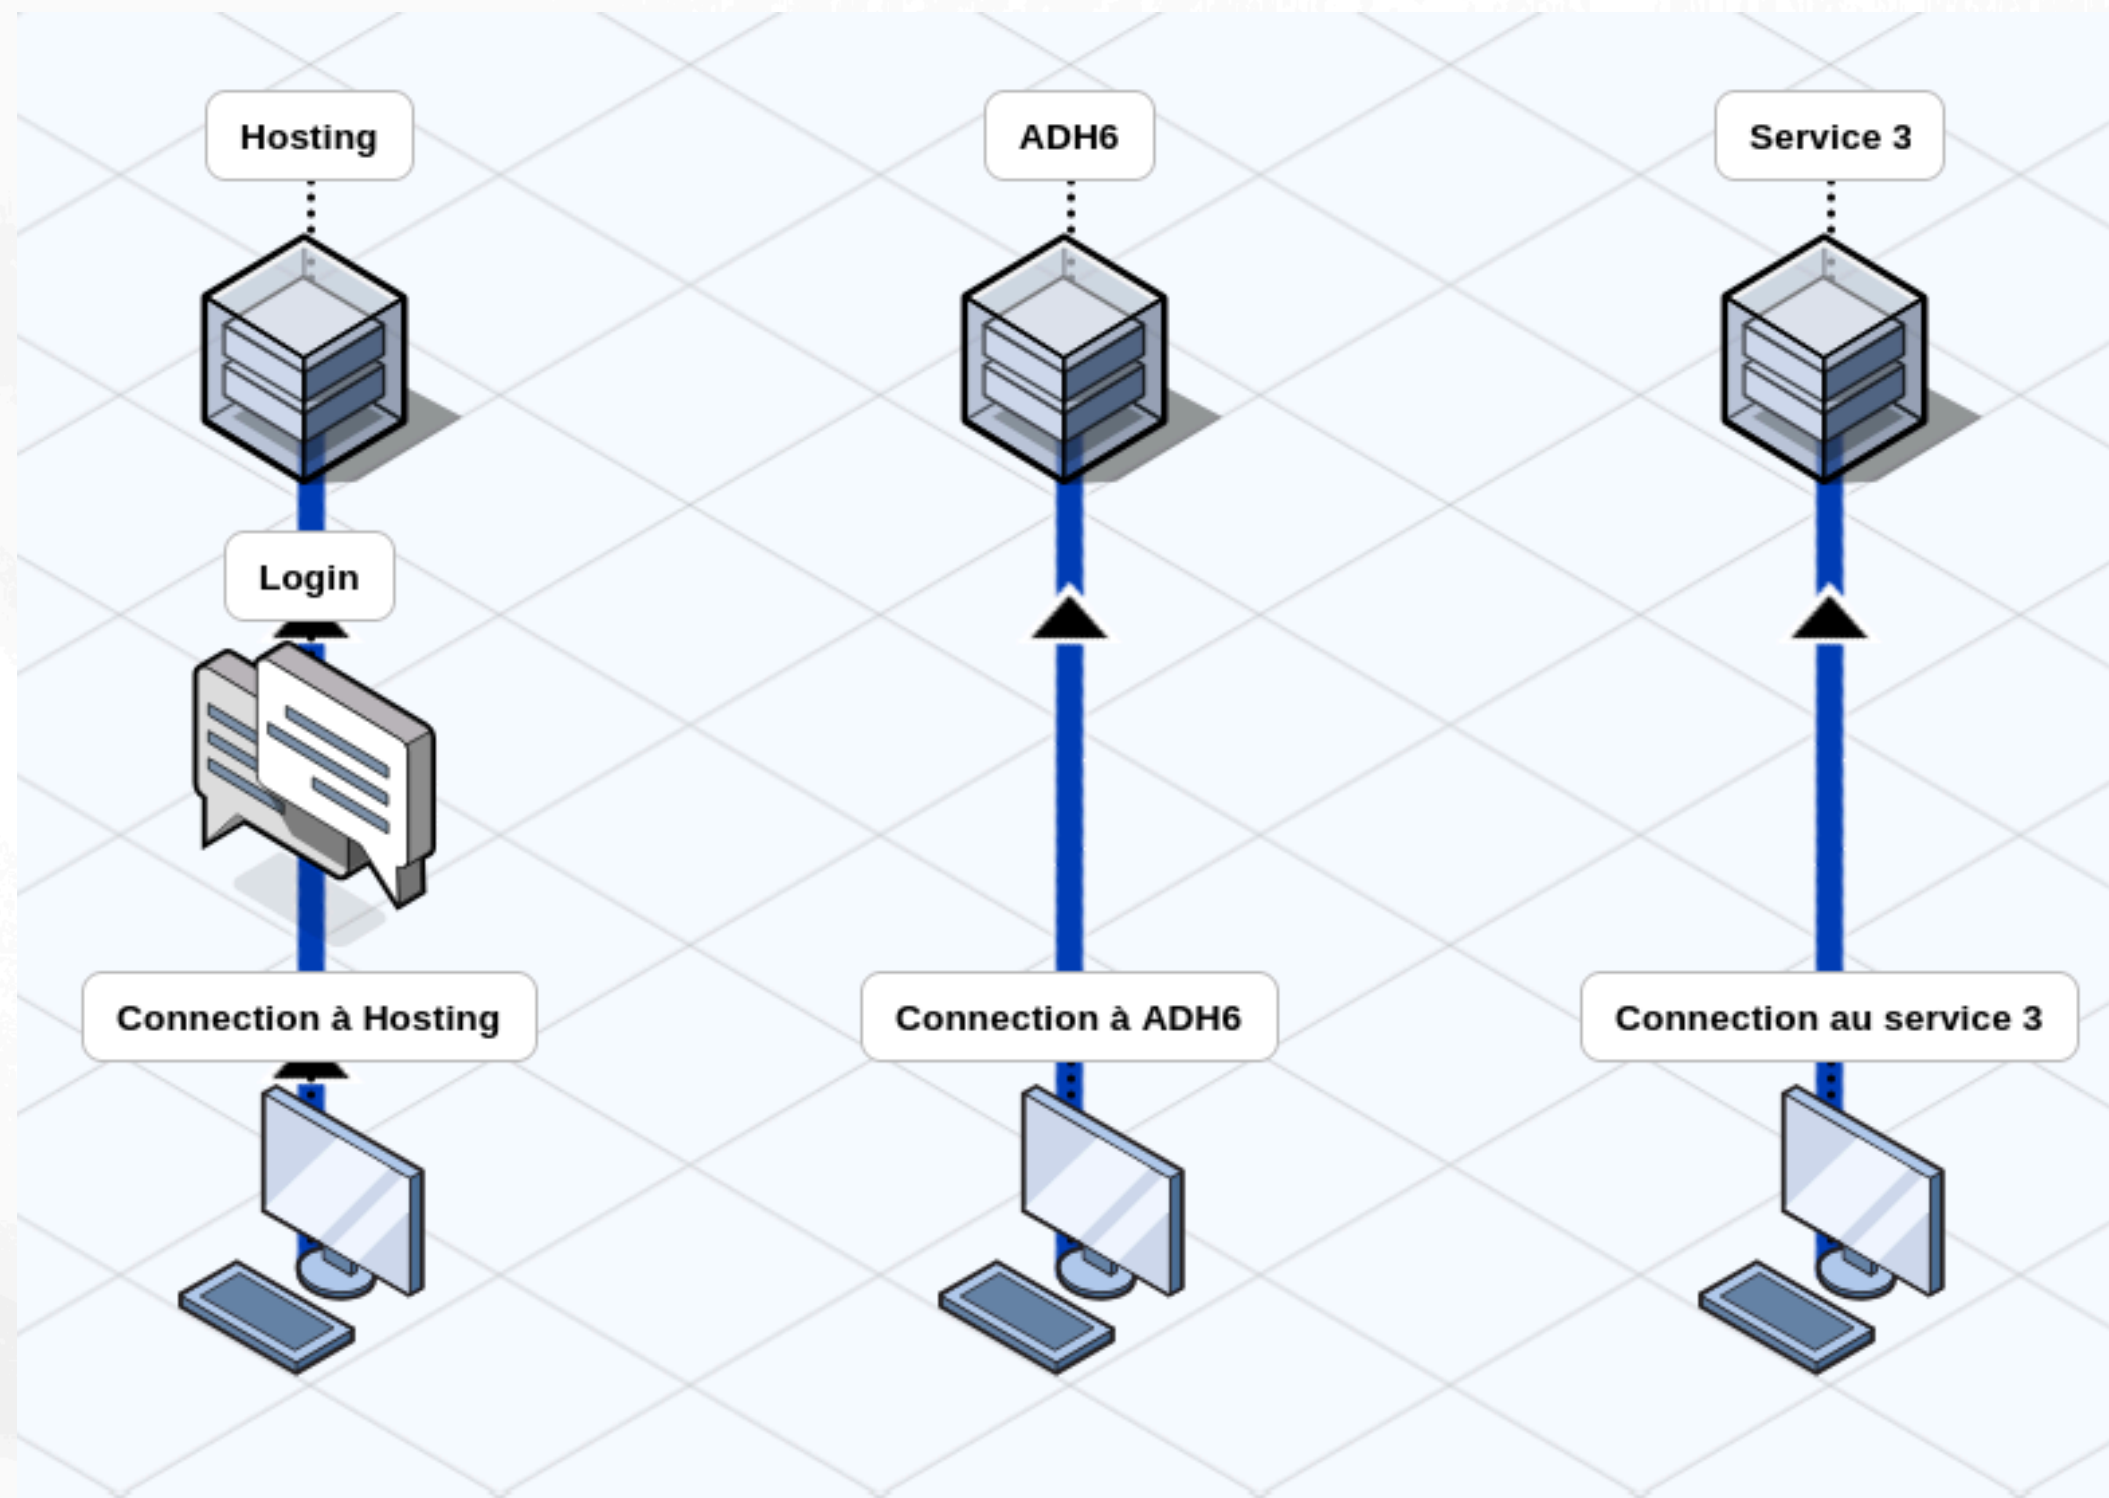 Hosting
ADH6
Service 3
Login
Connection à Hosting
Connection à ADH6
Connection au service 3